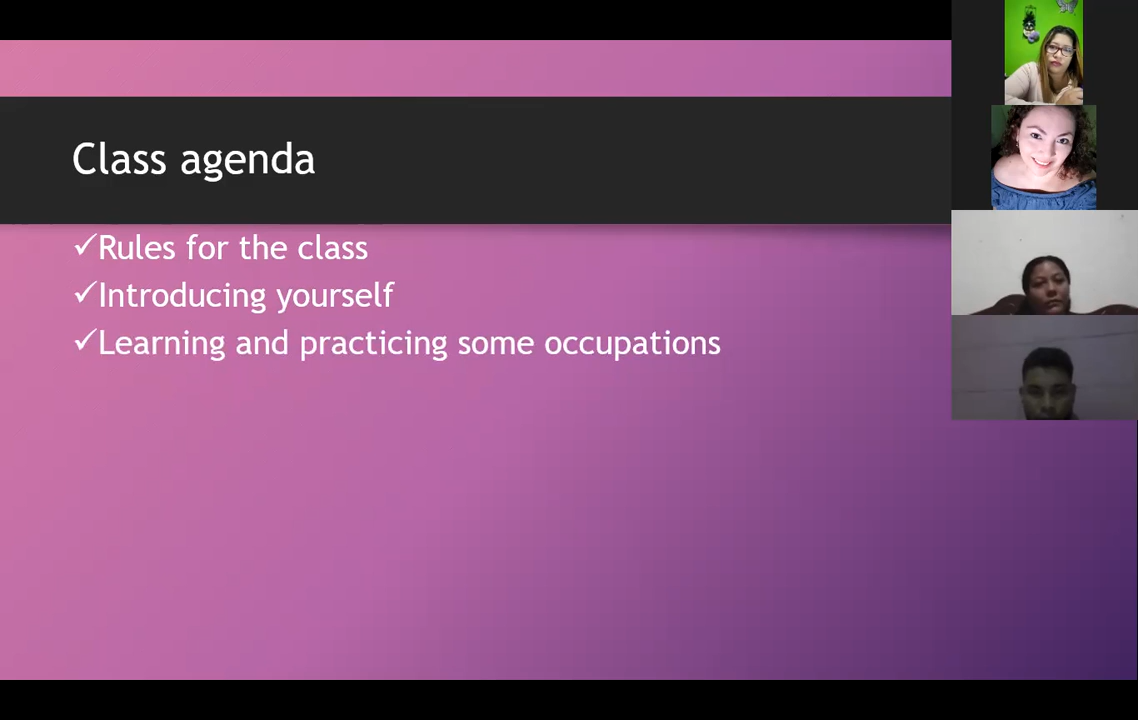 Class agenda
✓Rules for the class
✓Introducing yourself
✓Learning and practicing some occupations